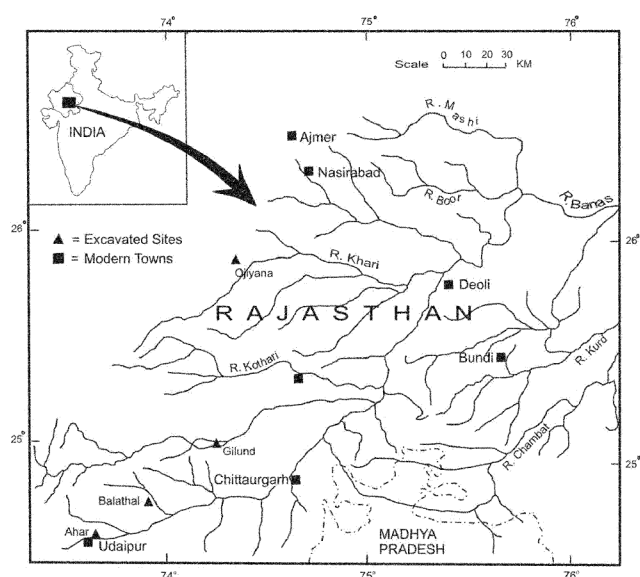 74° 75° 76°
Scale 0 10 20 30 KM
INDIA
R. Mashi
Ajmer
Nasirabad
R. Boor
R. Banas
26° 26°
▲ = Excavated Sites
■ = Modern Towns
R. Khari
Ojiyana
Deoli
RAJASTHAN
Bundi
R. Kurd
R. Kothari
25° 25°
Gilund
R. Chambat
Chittaurgarh
Balathal
Ahar
Udaipur
MADHYA
PRADESH
74° 75° 76°